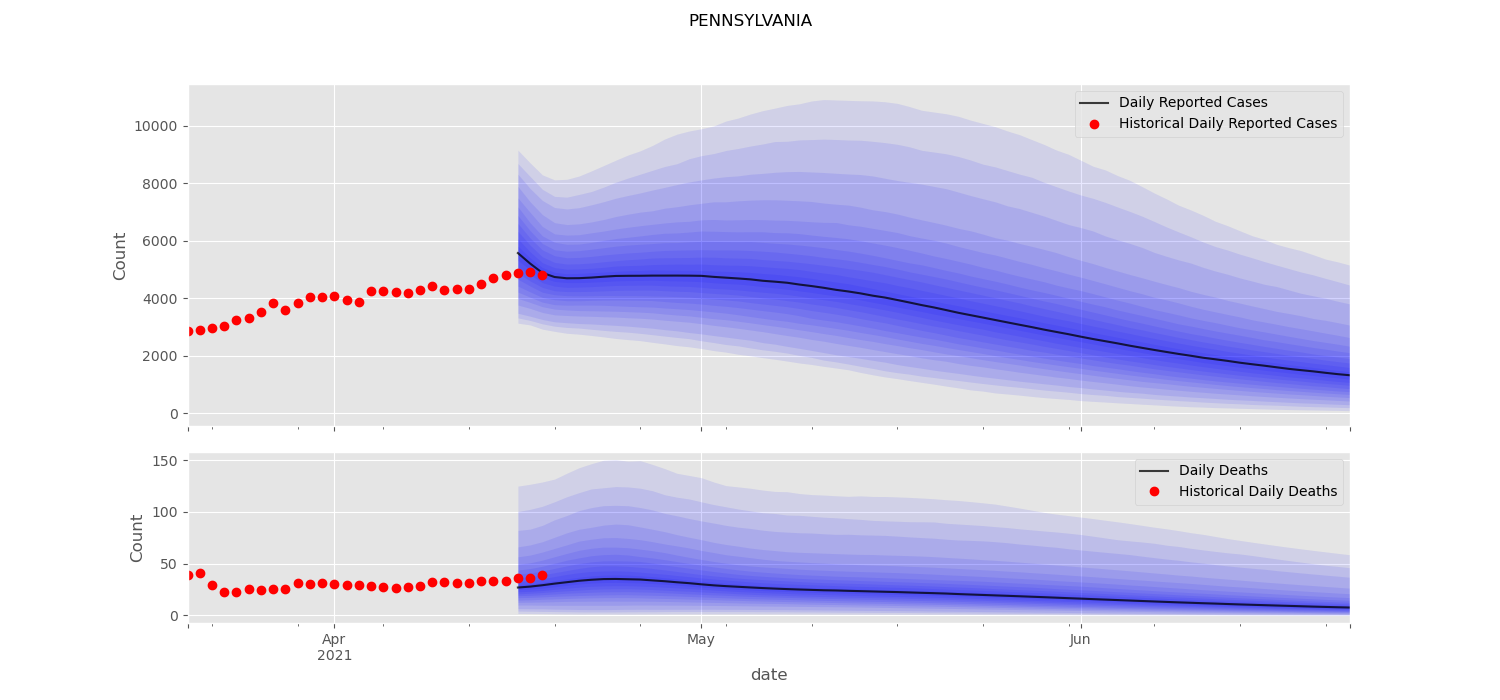 PENNSYLVANIA
Daily Reported Cases
Historical Daily Reported Cases
10000
8000
6000
4000
2000
0
Count
Daily Deaths
Historical Daily Deaths
150
100
50
0
Count
Apr
2021
May
Jun
date